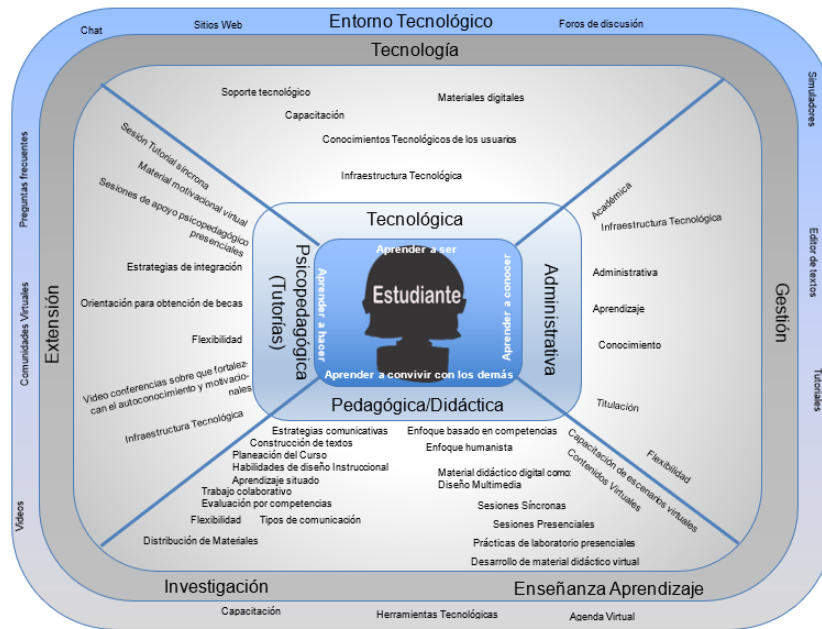 Entorno Tecnológico
Chat
Sitios Web
Foros de discusión
Tecnología
Simuladores
Editor de textos
Tutoriales
Preguntas frecuentes
Comunidades Virtuales
Videos
Extensión
Gestión
Soporte tecnológico
Materiales digitales
Capacitación
Conocimientos Tecnológicos de los usuarios
Infraestructura Tecnológica
Sesión Tutorial síncrona
Material motivacional virtual
Sesiones de apoyo psicopedagógico
presenciales
Estrategias de integración
Orientación para obtención de becas
Flexibilidad
Video conferencias sobre que fortalez-
can el autoconocimiento y motivacio-
nales
Infraestructura Tecnológica
Académica
Infraestructura Tecnológica
Administrativa
Aprendizaje
Conocimiento
Titulación
Flexibilidad
Capacitación de escenarios virtuales
Contenidos Virtuales
Tecnológica
Psicopedagógica
(Tutorías)
Administrativa
Pedagógica/Didáctica
Aprender a ser
Aprender a hacer
Estudiante
Aprender a conocer
Aprender a convivir con los demás
Estrategias comunicativas
Construcción de textos
Planeación del Curso
Habilidades de diseño Instruccional
Aprendizaje situado
Trabajo colaborativo
Evaluación por competencias
Flexibilidad
Tipos de comunicación
Distribución de Materiales
Enfoque basado en competencias
Enfoque humanista
Material didáctico digital como:
Diseño Multimedia
Sesiones Síncronas
Sesiones Presenciales
Prácticas de laboratorio presenciales
Desarrollo de material didáctico virtual
Investigación
Enseñanza Aprendizaje
Capacitación
Herramientas Tecnológicas
Agenda Virtual